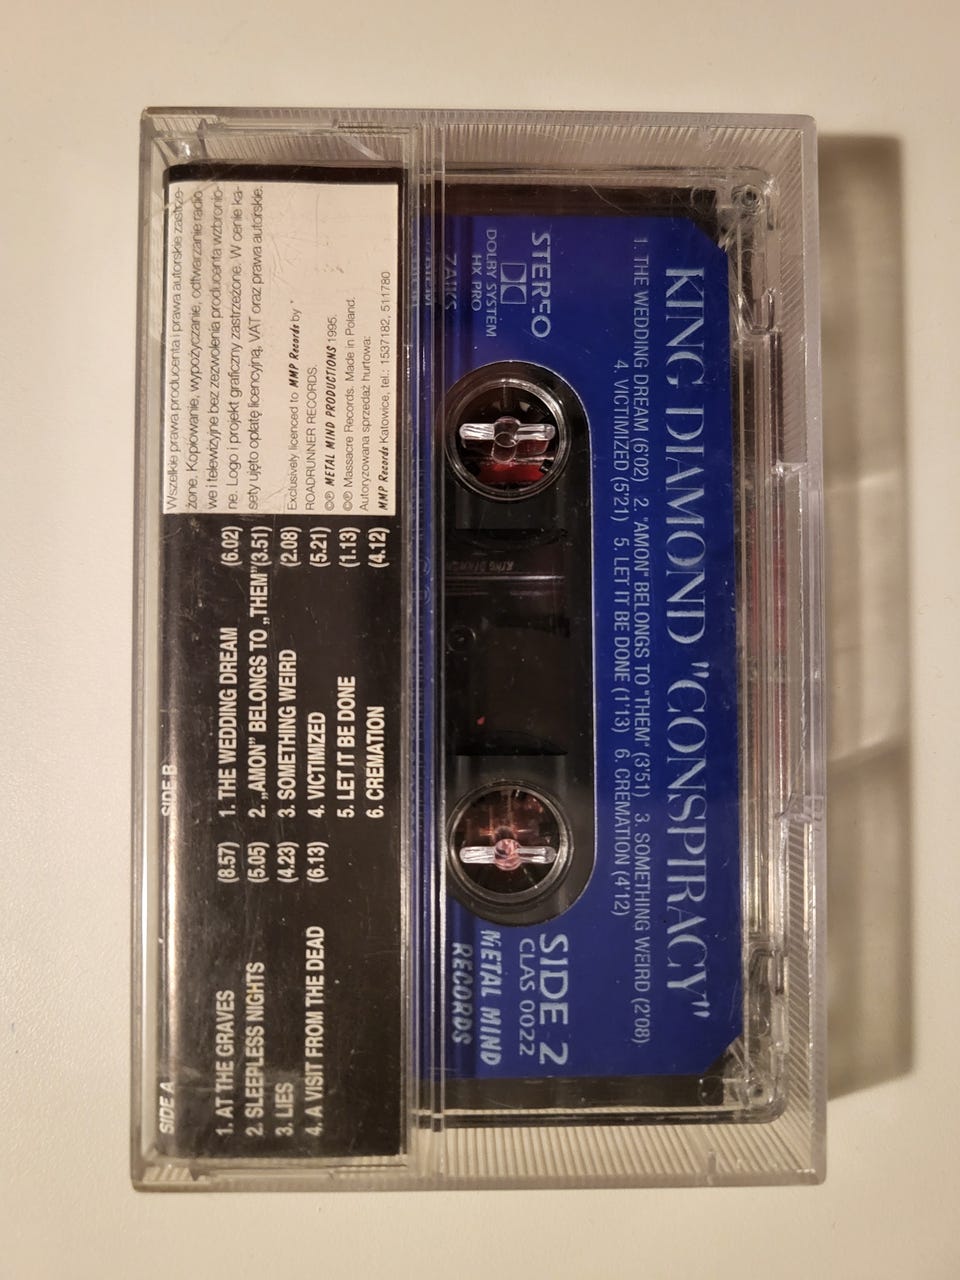 Wszelkie prawa producenta i prawa autorskie zastrze-
żone. Kopiowanie, wypożyczanie, odtwarzanie radio-
we i telewizyjne bez zezwolenia producenta wzbronio-
ne. Logo i projekt graficzny zastrzeżone. W cenie ka-
sety ujęto opłatę licencyjną, VAT oraz prawa autorskie.
Exclusively licenced to MMP Records by
ROADRUNNER RECORDS.
©℗ METAL MIND PRODUCTIONS 1995.
©℗ Massacre Records. Made in Poland.
Autoryzowana sprzedaż hurtowa:
MMP Records Katowice, tel.: 1537182, 511780
SIDE A
1. AT THE GRAVES (8.57)
2. SLEEPLESS NIGHTS (5.05)
3. LIES (4.23)
4. A VISIT FROM THE DEAD (6.13)
SIDE B
1. THE WEDDING DREAM (6.02)
2. „AMON" BELONGS TO „THEM" (3.51)
3. SOMETHING WEIRD (2.08)
4. VICTIMIZED (5.21)
5. LET IT BE DONE (1.13)
6. CREMATION (4.12)
KING DIAMOND "CONSPIRACY"
1. THE WEDDING DREAM (6'02) 2. "AMON" BELONGS TO "THEM" (3'51) 3. SOMETHING WEIRD (2'08)
4. VICTIMIZED (5'21) 5. LET IT BE DONE (1'13) 6. CREMATION (4'12)
STEREO
DOLBY SYSTEM
HX PRO
ZAIKS
SIDE 2
CLAS 0022
METAL MIND
RECORDS